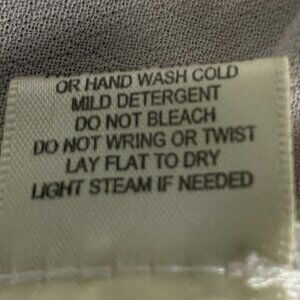 OR HAND WASH COLD
MILD DETERGENT
DO NOT BLEACH
DO NOT WRING OR TWIST
LAY FLAT TO DRY
LIGHT STEAM IF NEEDED